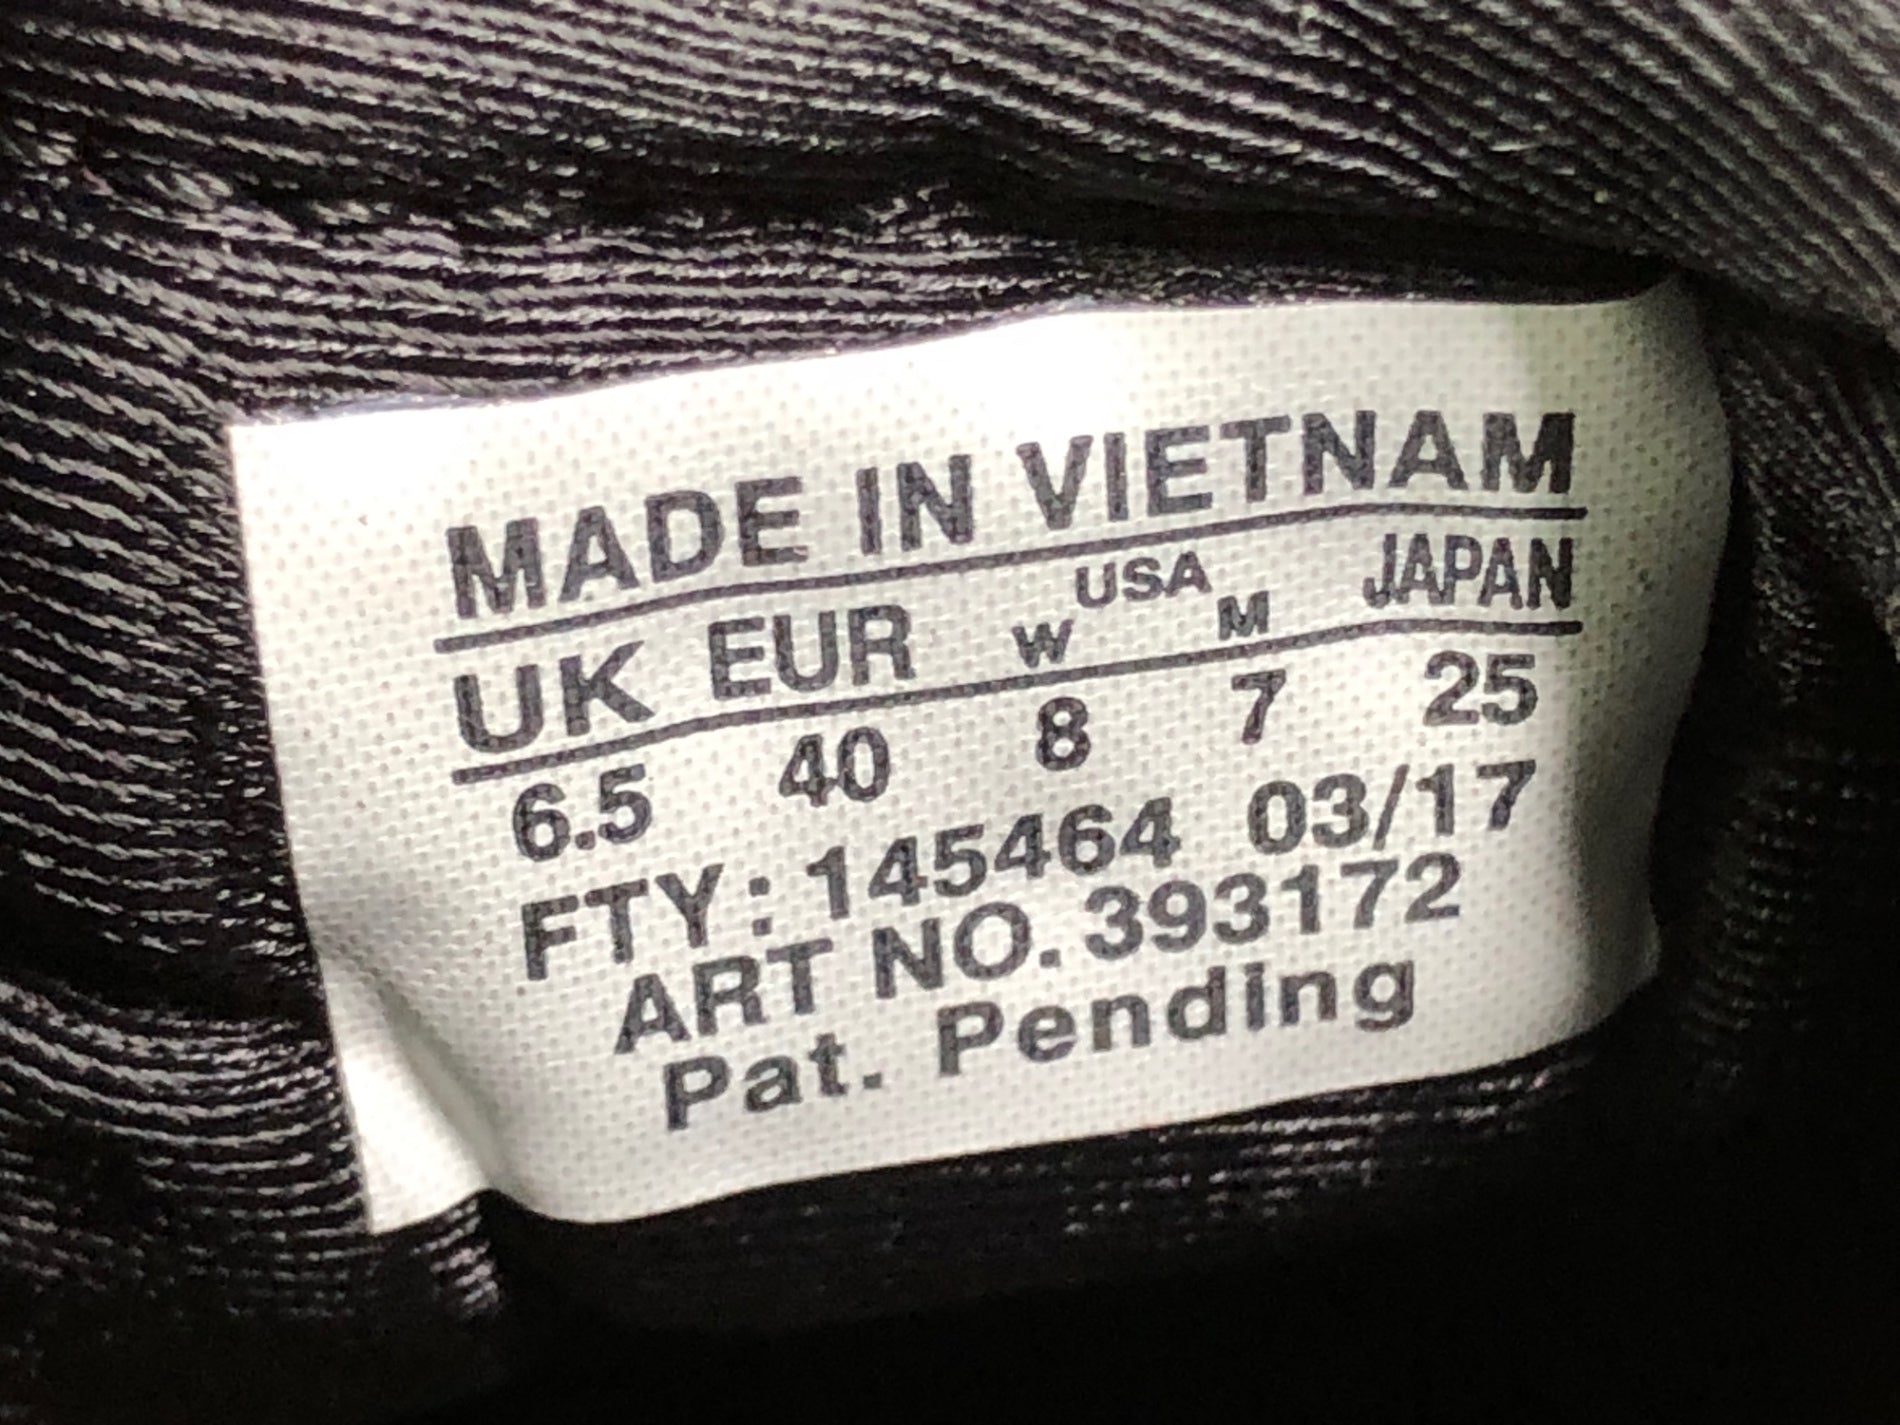 MADE IN VIETNAM
UK EUR W USA M JAPAN
6.5 40 8 7 25
FTY: 145464 03/17
ART NO. 393172
Pat. Pending